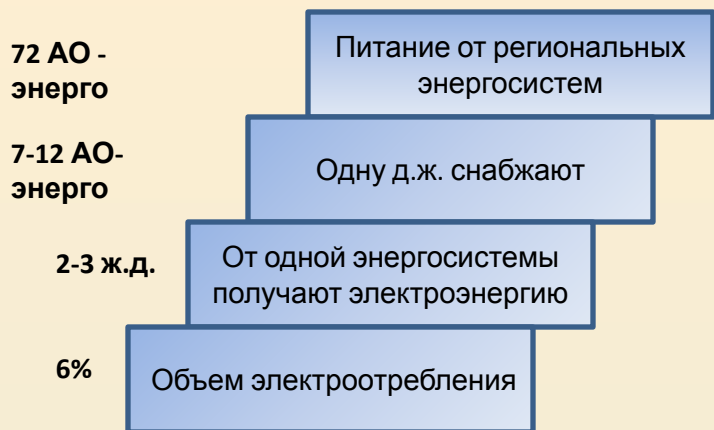 72 АО -
энерго
Питание от региональных
энергосистем
7-12 АО-
энерго
Одну д.ж. снабжают
2-3 ж.д.
От одной энергосистемы
получают электроэнергию
6%
Объем электроотребления